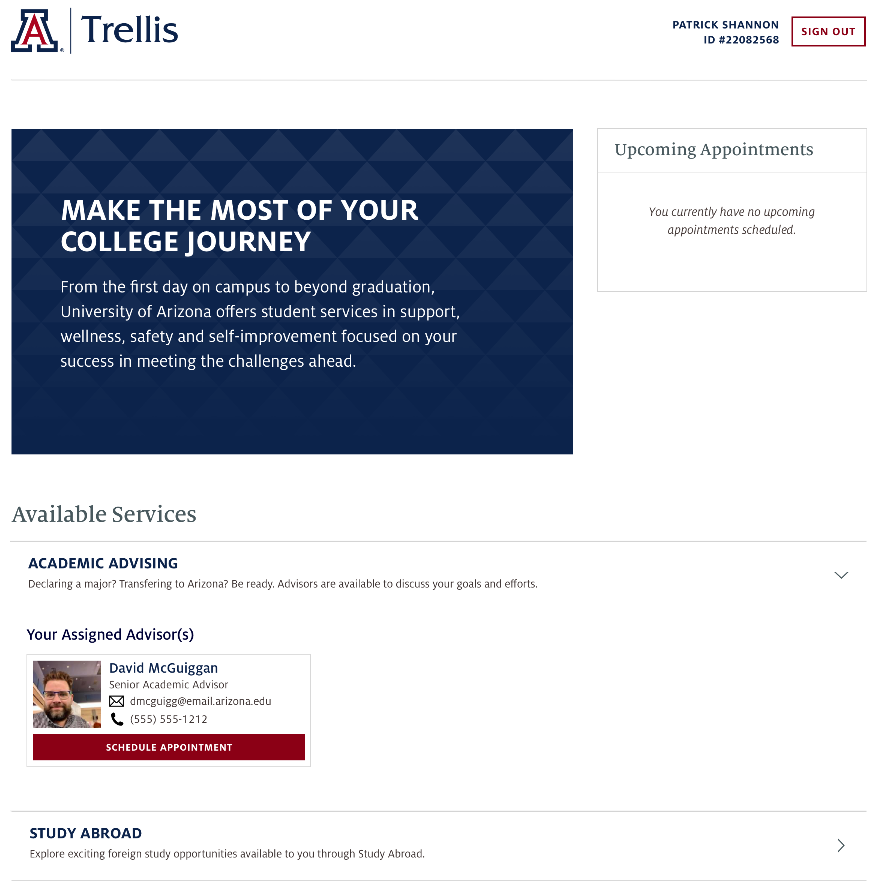 A Trellis
PATRICK SHANNON
ID #22082568
SIGN OUT
MAKE THE MOST OF YOUR
COLLEGE JOURNEY
From the first day on campus to beyond graduation,
University of Arizona offers student services in support,
wellness, safety and self-improvement focused on your
success in meeting the challenges ahead.
Upcoming Appointments
You currently have no upcoming
appointments scheduled.
Available Services
ACADEMIC ADVISING
Declaring a major? Transfering to Arizona? Be ready. Advisors are available to discuss your goals and efforts.
Your Assigned Advisor(s)
David McGuiggan
Senior Academic Advisor
dmcguigg@email.arizona.edu
(555) 555-1212
SCHEDULE APPOINTMENT
STUDY ABROAD
Explore exciting foreign study opportunities available to you through Study Abroad.